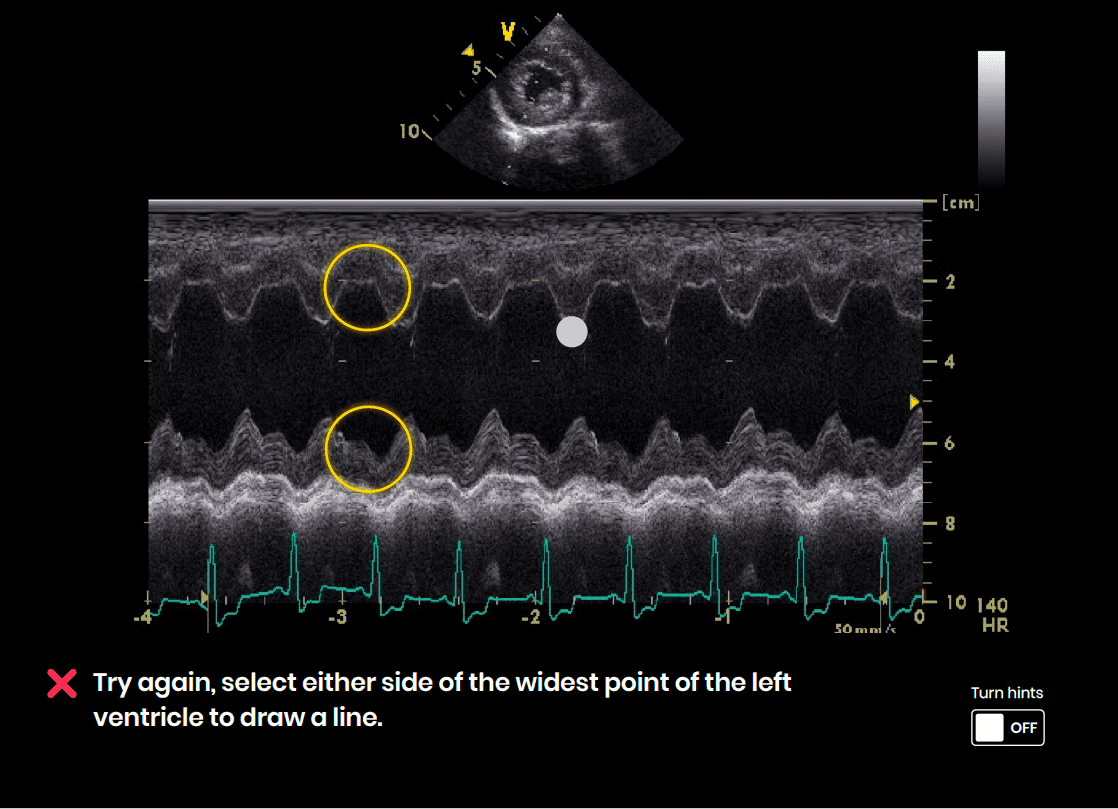 V
5
10
[cm]
2
4
6
8
10 140
HR
-4 -3 -2 -1 0
50 mm/s
Try again, select either side of the widest point of the left
ventricle to draw a line.
Turn hints
OFF